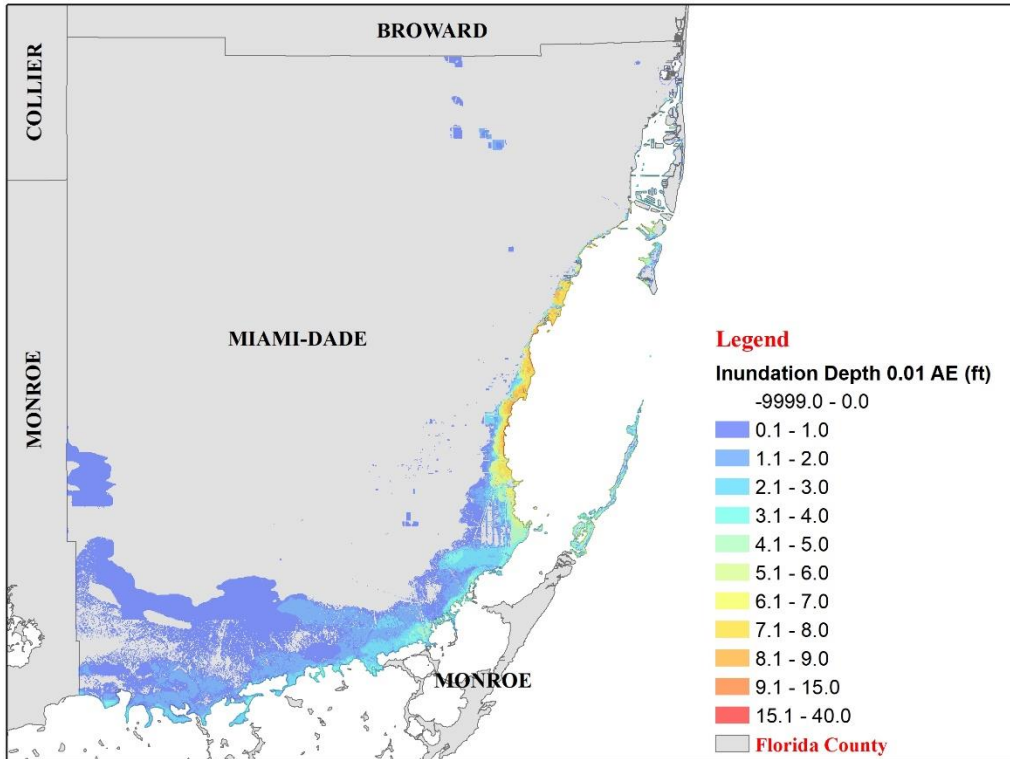 BROWARD
COLLIER
MIAMI-DADE
MONROE
MONROE
Legend
Inundation Depth 0.01 AE (ft)
-9999.0 - 0.0
0.1 - 1.0
1.1 - 2.0
2.1 - 3.0
3.1 - 4.0
4.1 - 5.0
5.1 - 6.0
6.1 - 7.0
7.1 - 8.0
8.1 - 9.0
9.1 - 15.0
15.1 - 40.0
Florida County